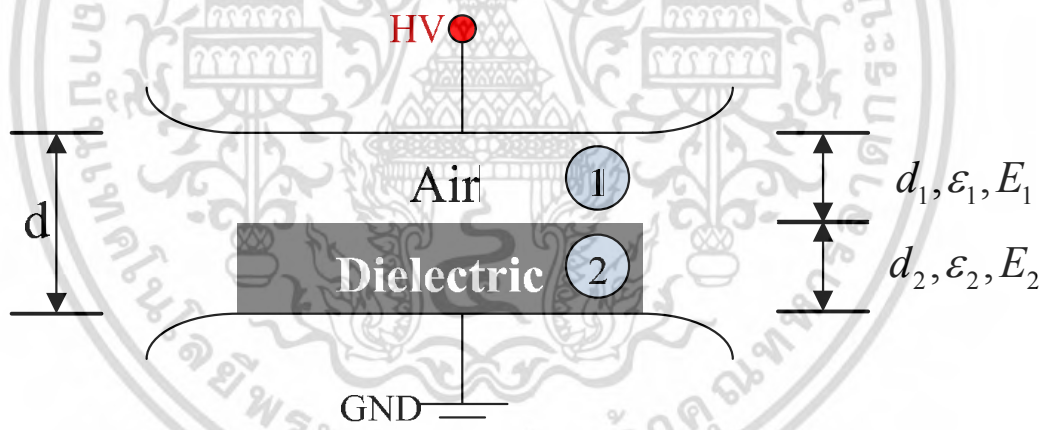 HV
Air 1
d
d₁, ε₁, E₁
Dielectric 2
d₂, ε₂, E₂
GND